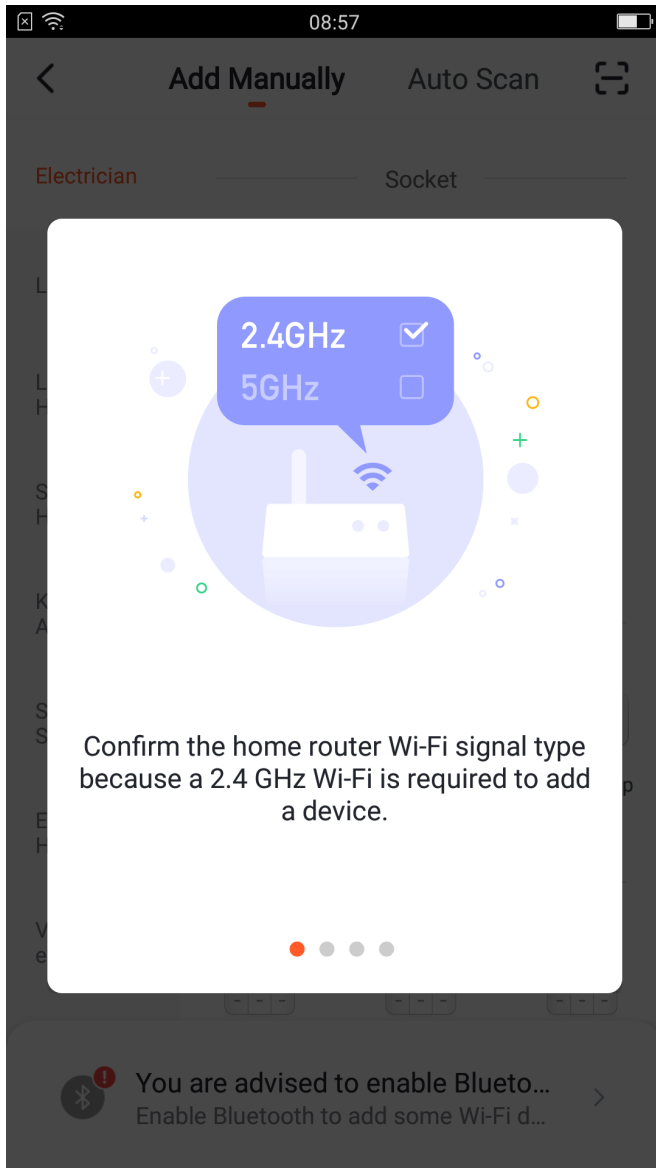 08:57
Add Manually
Auto Scan
Electrician
Socket
2.4GHz
5GHz
Confirm the home router Wi-Fi signal type
because a 2.4 GHz Wi-Fi is required to add
a device.
You are advised to enable Blueto...
Enable Bluetooth to add some Wi-Fi d...